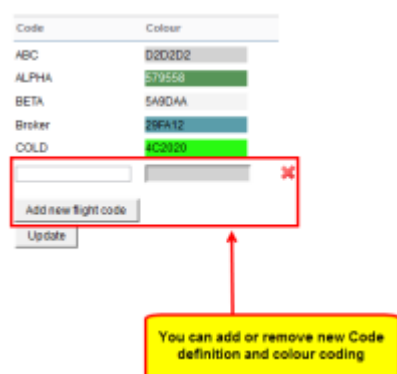 Code Colour
ABC D2D2D2
ALPHA 579558
BETA 5A9DAA
Broker 29FA12
COLD 4C2020
Add new flight code
Update
You can add or remove new Code
definition and colour coding